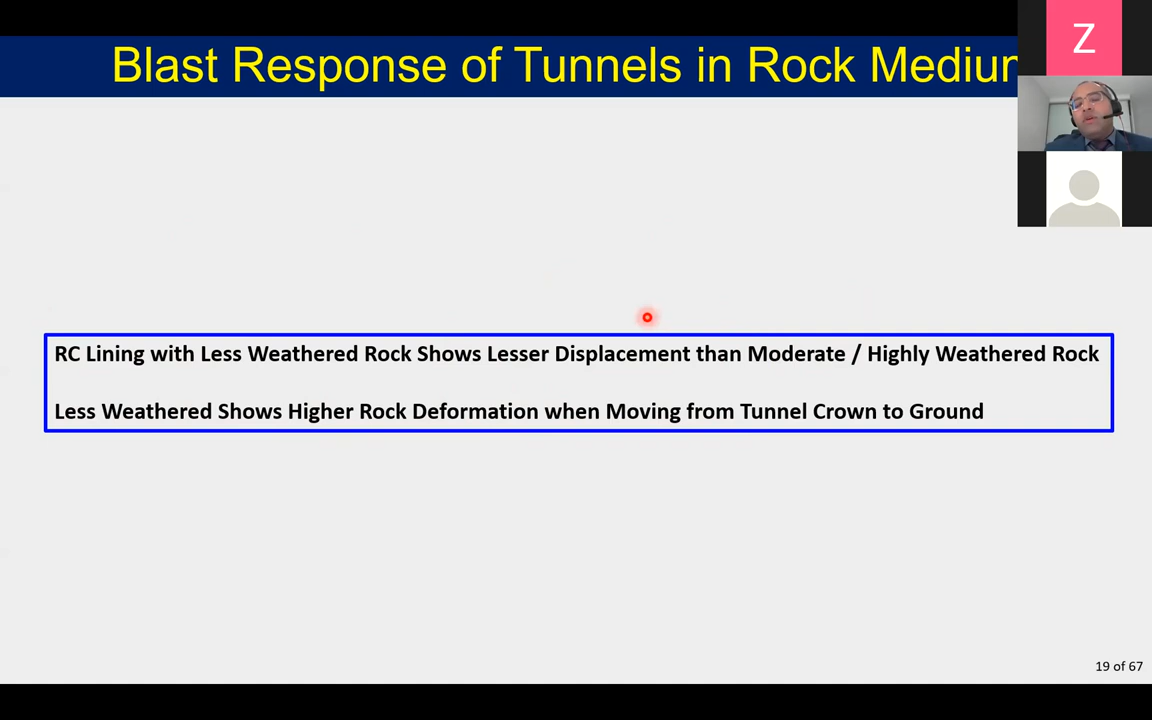 Blast Response of Tunnels in Rock Medium
Z
RC Lining with Less Weathered Rock Shows Lesser Displacement than Moderate / Highly Weathered Rock
Less Weathered Shows Higher Rock Deformation when Moving from Tunnel Crown to Ground
19 of 67